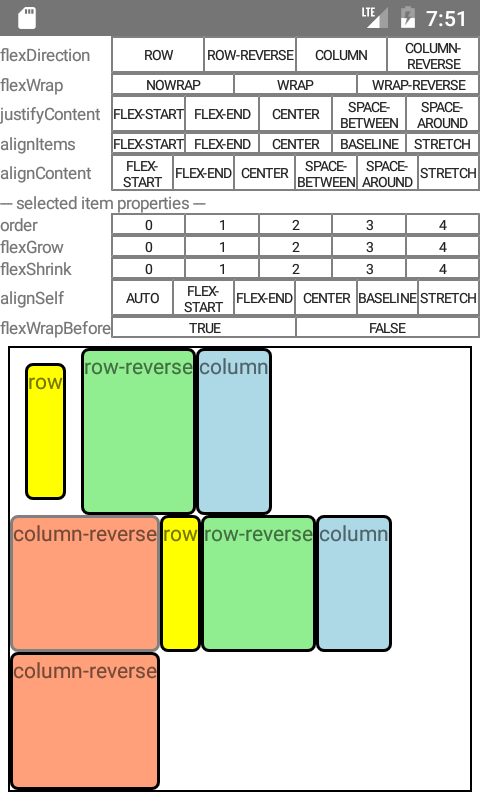 LTE 7:51
flexDirection ROW ROW-REVERSE COLUMN COLUMN-REVERSE
flexWrap NOWRAP WRAP WRAP-REVERSE
justifyContent FLEX-START FLEX-END CENTER SPACE-BETWEEN SPACE-AROUND
alignItems FLEX-START FLEX-END CENTER BASELINE STRETCH
alignContent FLEX-START FLEX-END CENTER SPACE-BETWEEN SPACE-AROUND STRETCH
— selected item properties —
order 0 1 2 3 4
flexGrow 0 1 2 3 4
flexShrink 0 1 2 3 4
alignSelf AUTO FLEX-START FLEX-END CENTER BASELINE STRETCH
flexWrapBefore TRUE FALSE
row row-reverse column
column-reverse row row-reverse column
column-reverse